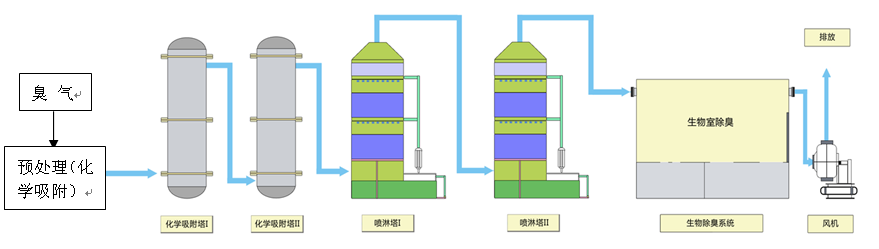 臭 气
预处理（化
学吸附）
化学吸附塔I
化学吸附塔II
喷淋塔I
喷淋塔II
生物室除臭
生物除臭系统
排放
风机